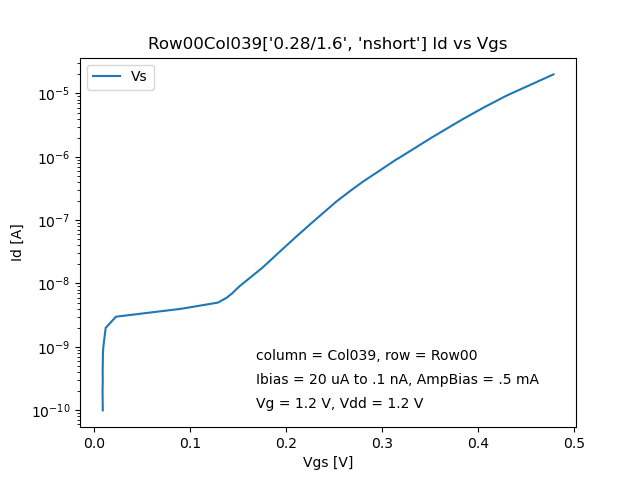 Row00Col039['0.28/1.6', 'nshort'] Id vs Vgs
Vs
10⁻⁵
10⁻⁶
10⁻⁷
10⁻⁸
10⁻⁹
10⁻¹⁰
Id [A]
column = Col039, row = Row00
Ibias = 20 uA to .1 nA, AmpBias = .5 mA
Vg = 1.2 V, Vdd = 1.2 V
0.0 0.1 0.2 0.3 0.4 0.5
Vgs [V]